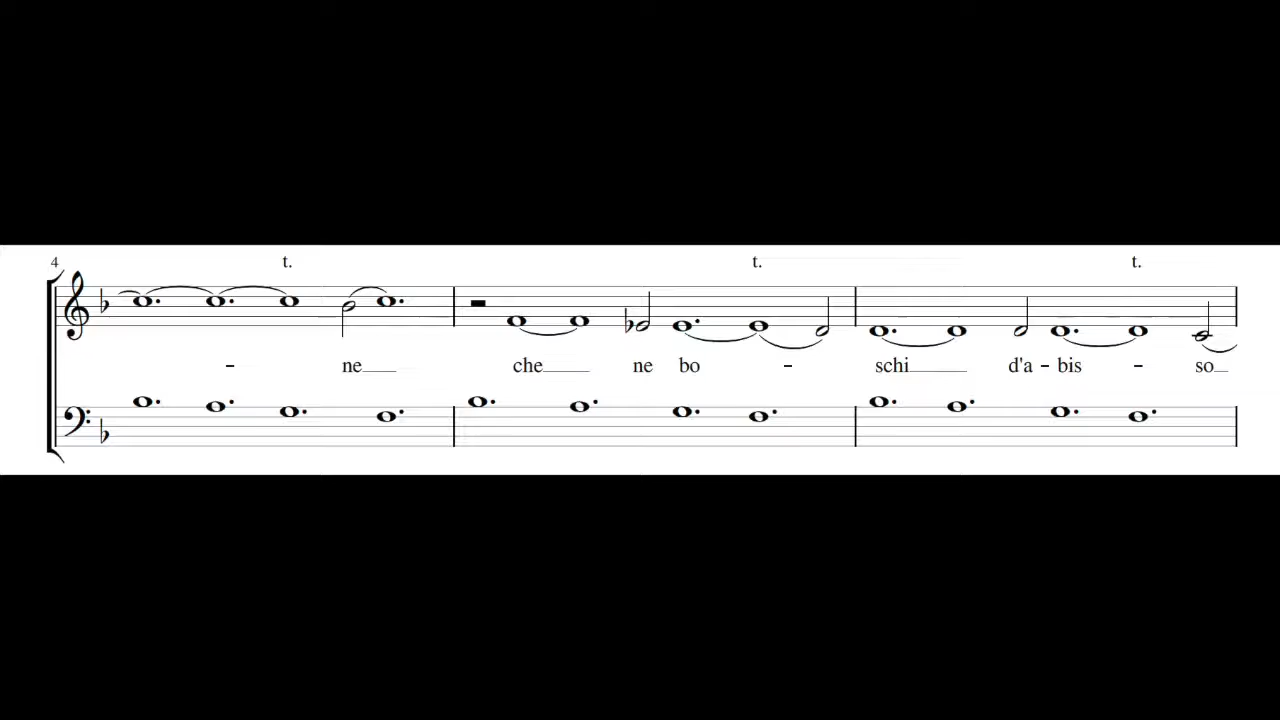 4 t. t. t.
- ne che ne bo - schi d'a - bis - so